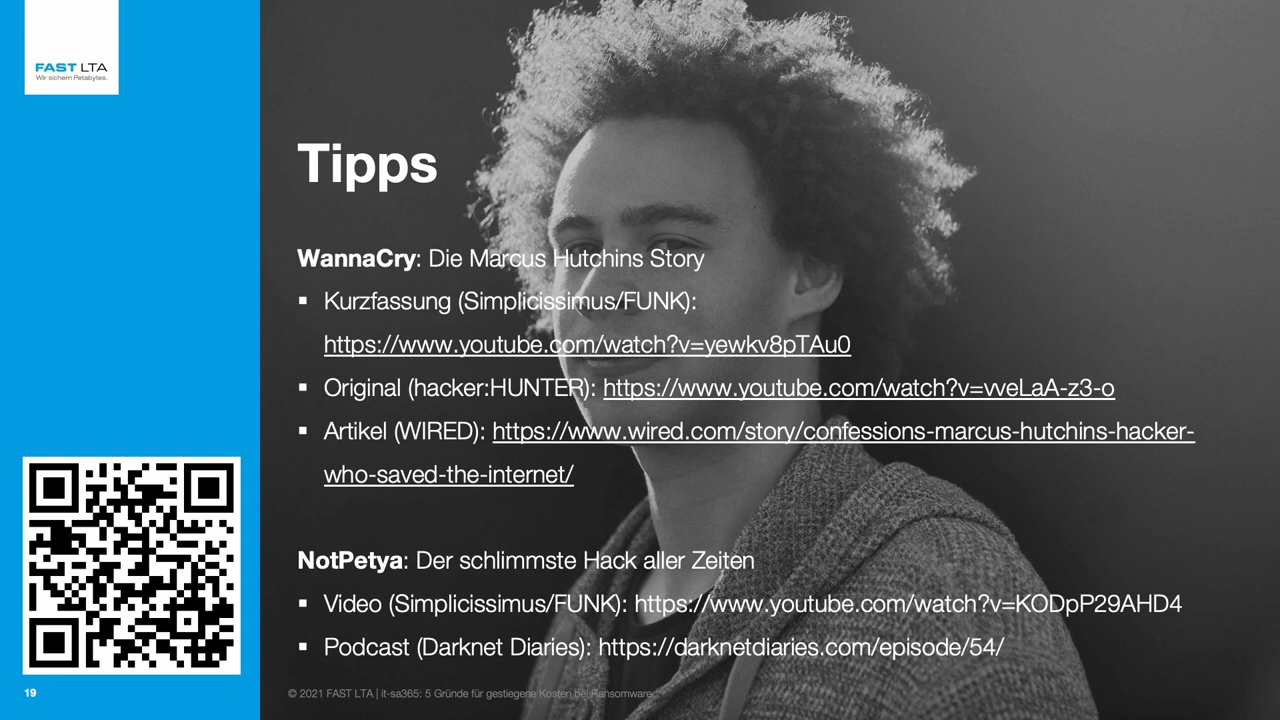 FAST LTA
Wir sichern Petabytes.
Tipps
WannaCry: Die Marcus Hutchins Story
▪ Kurzfassung (Simplicissimus/FUNK):
https://www.youtube.com/watch?v=yewkv8pTAu0
▪ Original (hacker:HUNTER): https://www.youtube.com/watch?v=vveLaA-z3-o
▪ Artikel (WIRED): https://www.wired.com/story/confessions-marcus-hutchins-hacker-
who-saved-the-internet/
NotPetya: Der schlimmste Hack aller Zeiten
▪ Video (Simplicissimus/FUNK): https://www.youtube.com/watch?v=KODpP29AHD4
▪ Podcast (Darknet Diaries): https://darknetdiaries.com/episode/54/
19
© 2021 FAST LTA | it-sa365: 5 Gründe für gestiegene Kosten bei Ransomware